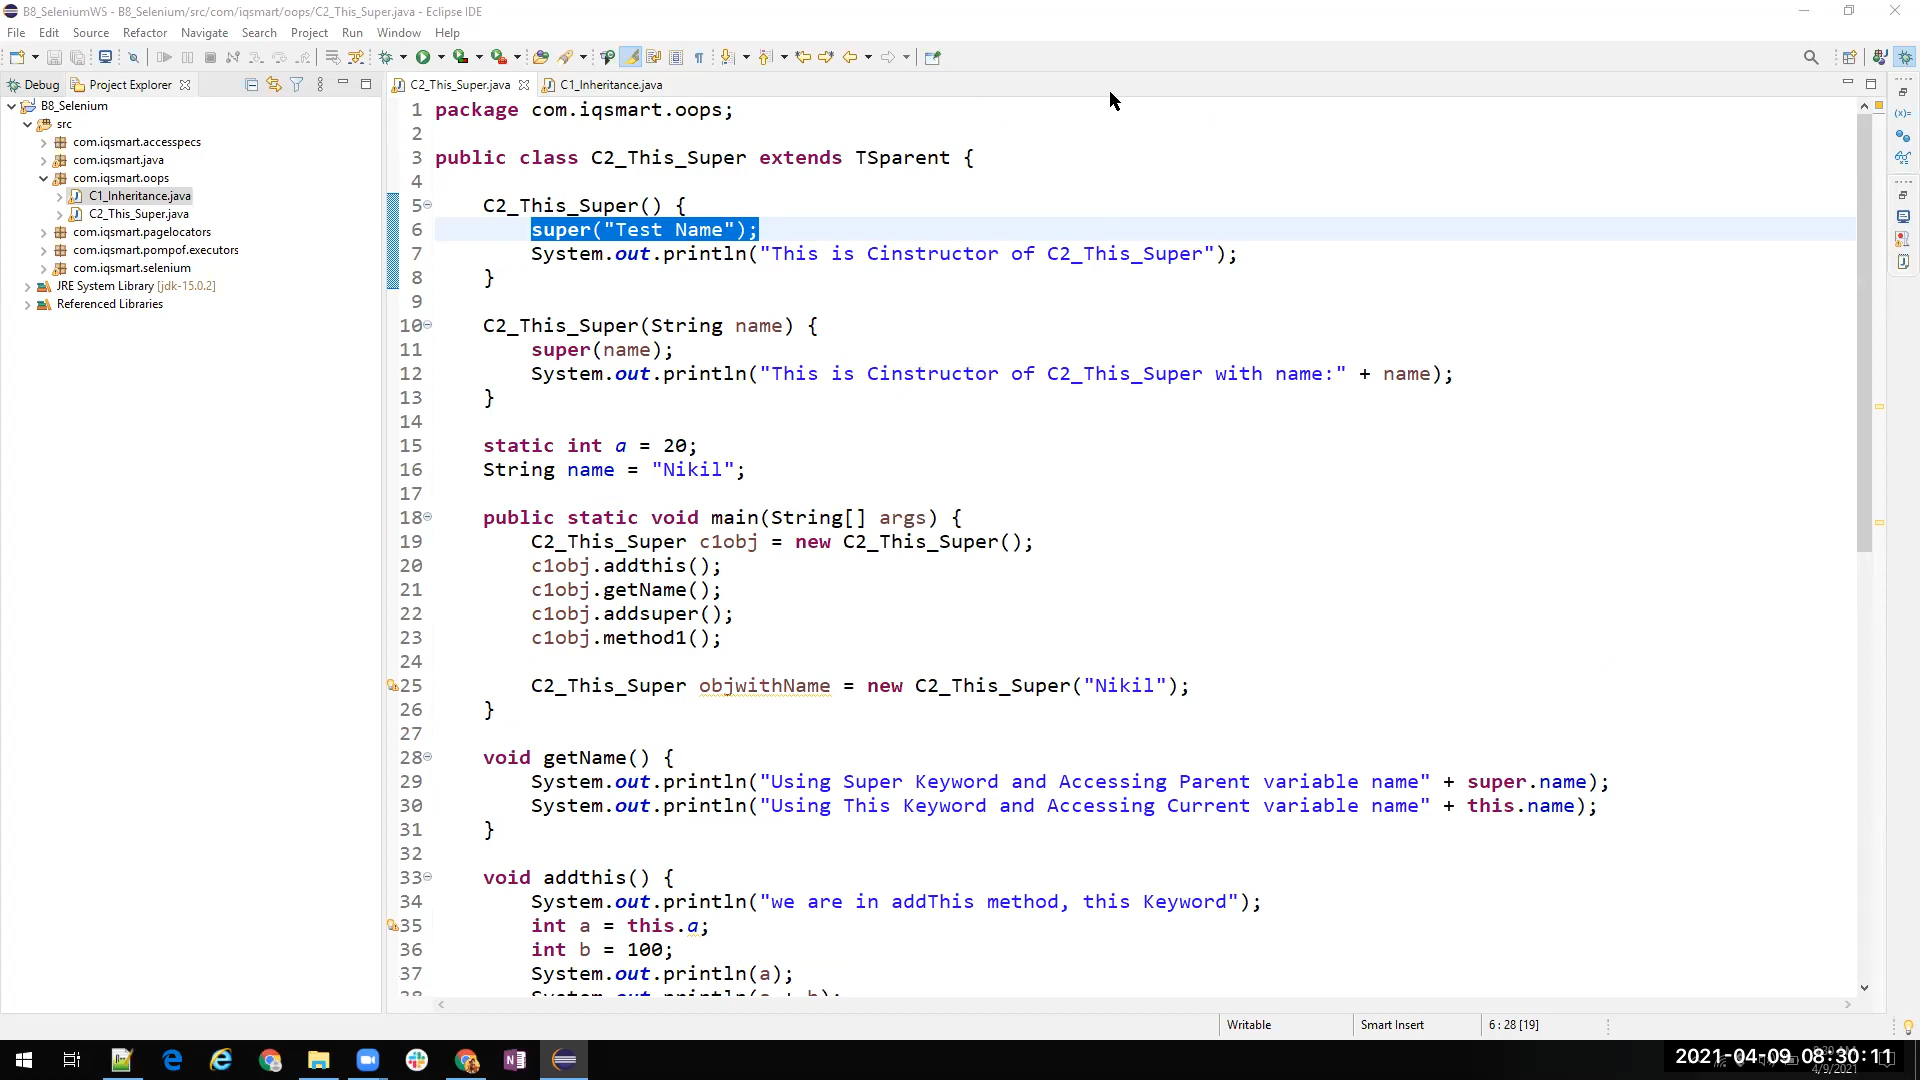 B8_SeleniumWS - B8_Selenium/src/com/iqsmart/oops/C2_This_Super.java - Eclipse IDE
File Edit Source Refactor Navigate Search Project Run Window Help
Debug Project Explorer
C2_This_Super.java C1_Inheritance.java
B8_Selenium
src
com.iqsmart.accessspecs
com.iqsmart.java
com.iqsmart.oops
C1_Inheritance.java
C2_This_Super.java
com.iqsmart.pagelocators
com.iqsmart.pompof.executors
com.iqsmart.selenium
JRE System Library [jdk-15.0.2]
Referenced Libraries
1 package com.iqsmart.oops;
2
3 public class C2_This_Super extends TSparent {
4
5 C2_This_Super() {
6 super("Test Name");
7 System.out.println("This is Cinstructor of C2_This_Super");
8 }
9
10 C2_This_Super(String name) {
11 super(name);
12 System.out.println("This is Cinstructor of C2_This_Super with name:" + name);
13 }
14
15 static int a = 20;
16 String name = "Nikil";
17
18 public static void main(String[] args) {
19 C2_This_Super c1obj = new C2_This_Super();
20 c1obj.addthis();
21 c1obj.getName();
22 c1obj.addsuper();
23 c1obj.method1();
24
25 C2_This_Super objwithName = new C2_This_Super("Nikil");
26 }
27
28 void getName() {
29 System.out.println("Using Super Keyword and Accessing Parent variable name" + super.name);
30 System.out.println("Using This Keyword and Accessing Current variable name" + this.name);
31 }
32
33 void addthis() {
34 System.out.println("we are in addThis method, this Keyword");
35 int a = this.a;
36 int b = 100;
37 System.out.println(a);
Writable Smart Insert 6 : 28 [19]
2021-04-09 08:30:11
4/9/2021